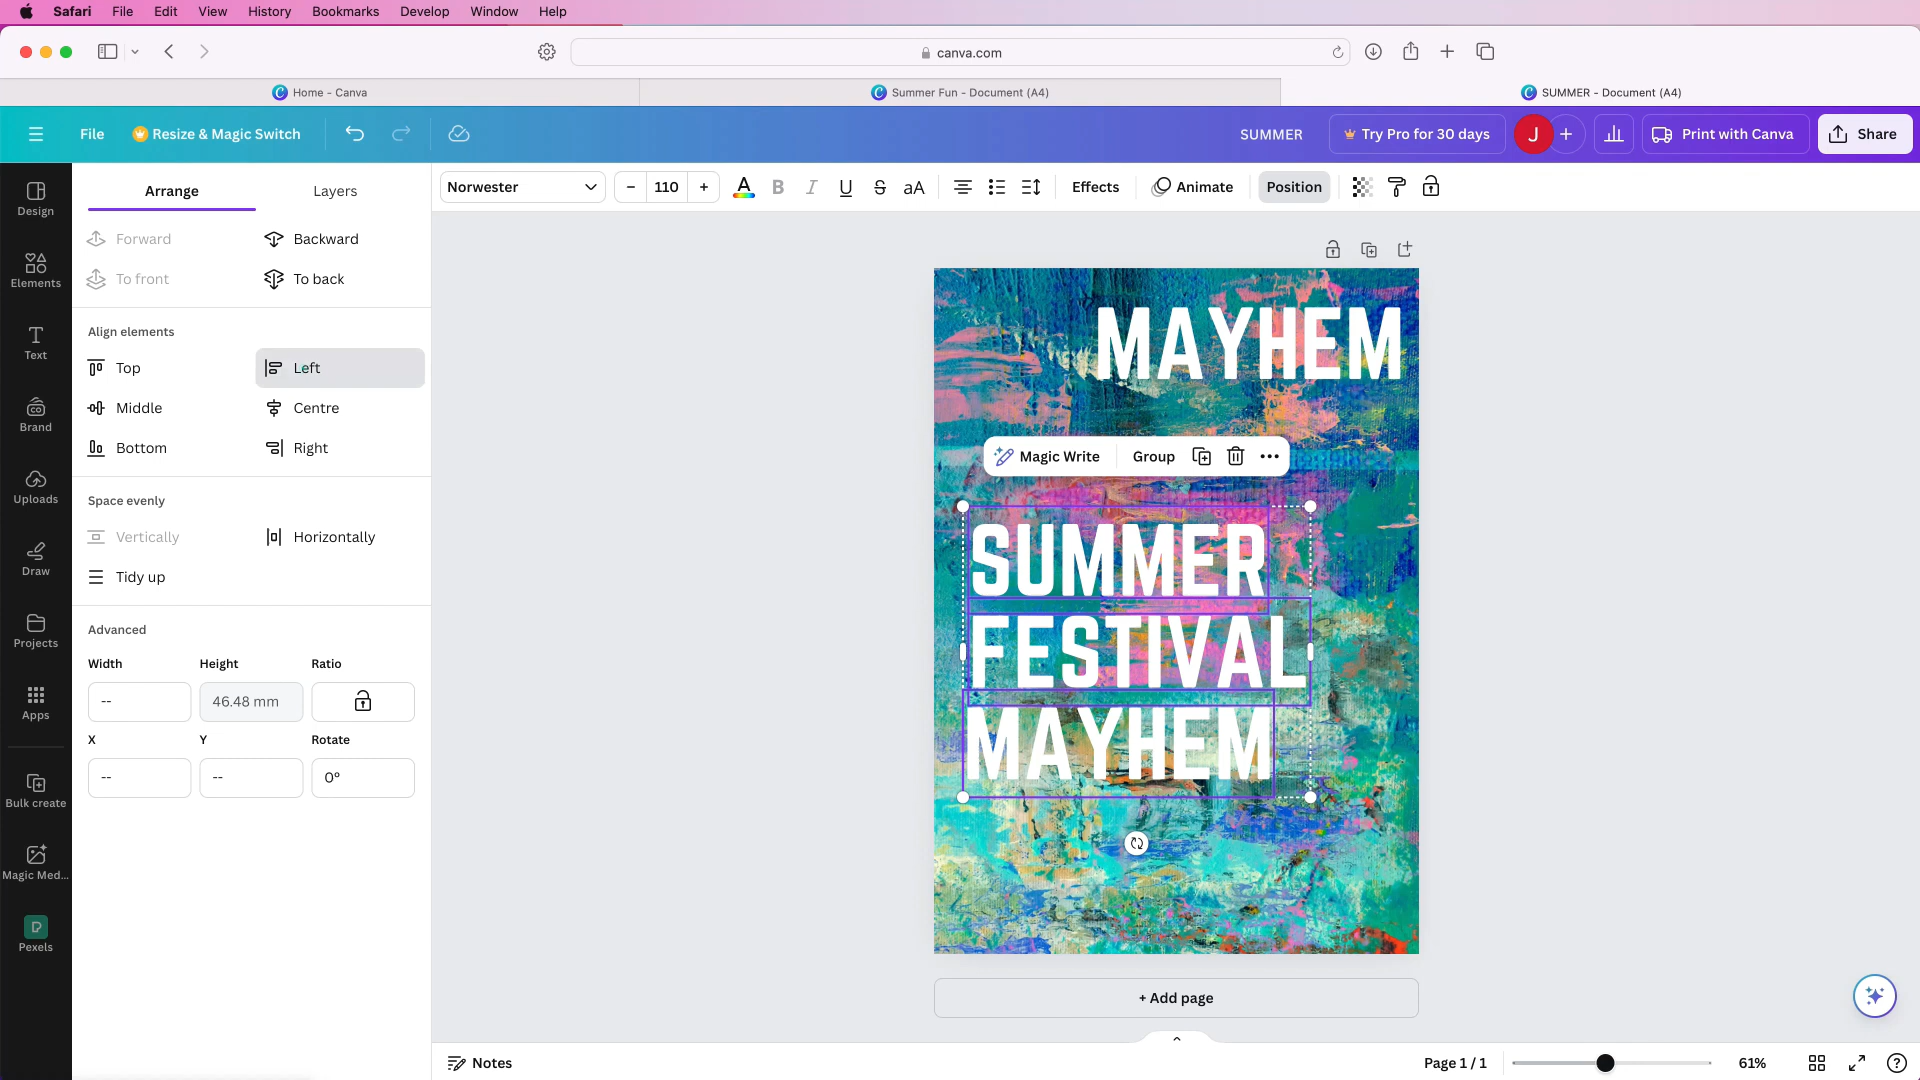 Safari File Edit View History Bookmarks Develop Window Help
canva.com
Home - Canva
Summer Fun - Document (A4)
SUMMER - Document (A4)
File
Resize & Magic Switch
SUMMER
Try Pro for 30 days
J
Print with Canva
Share
Design
Elements
Text
Brand
Uploads
Draw
Projects
Apps
Bulk create
Magic Med...
Pexels
Arrange
Layers
Forward
Backward
To front
To back
Align elements
Top
Left
Middle
Centre
Bottom
Right
Space evenly
Vertically
Horizontally
Tidy up
Advanced
Width
Height
Ratio
--
46.48 mm
X
Y
Rotate
--
--
0°
Norwester
− 110 +
A B I U S aA
Effects
Animate
Position
MAYHEM
Magic Write
Group
SUMMER
FESTIVAL
MAYHEM
+ Add page
Notes
Page 1 / 1
61%